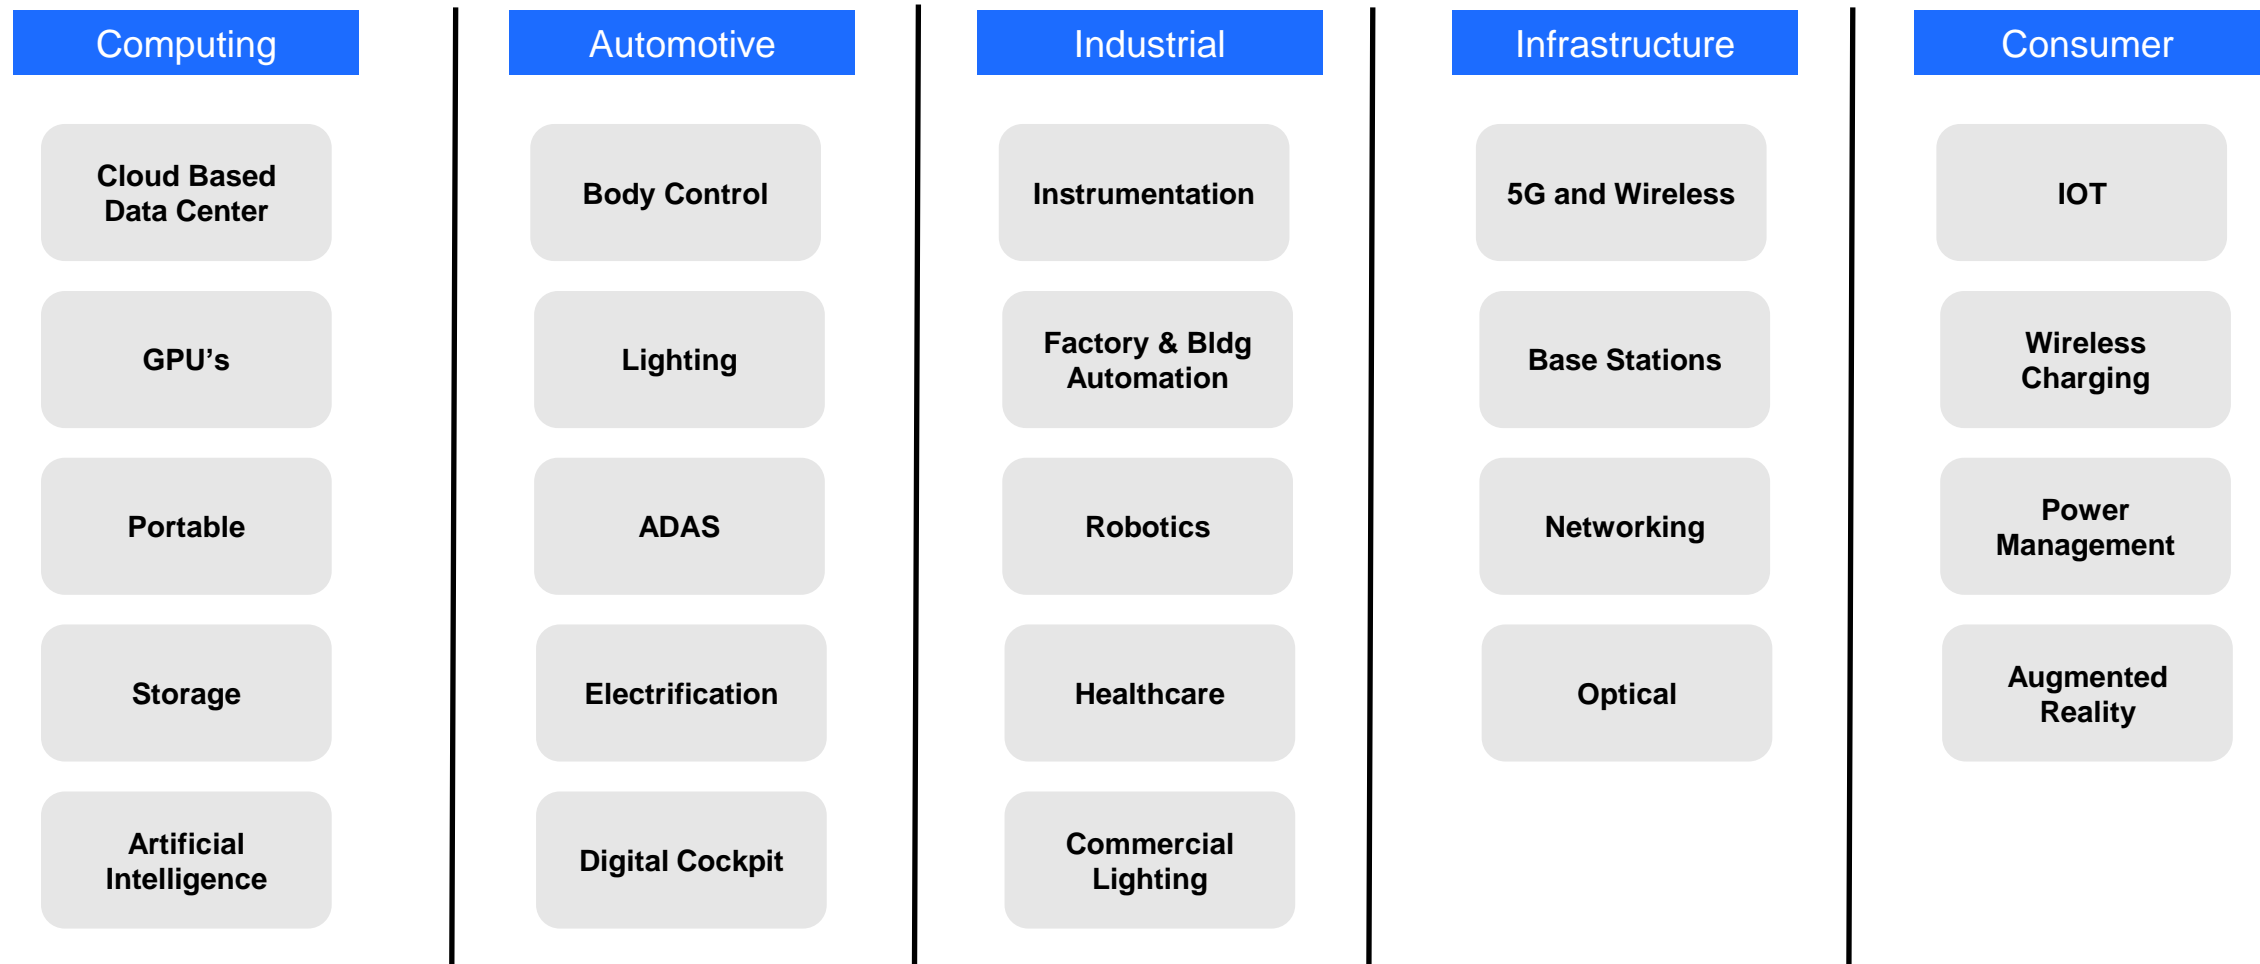 Computing
Cloud Based
Data Center
GPU’s
Portable
Storage
Artificial
Intelligence
Automotive
Body Control
Lighting
ADAS
Electrification
Digital Cockpit
Industrial
Instrumentation
Factory & Bldg
Automation
Robotics
Healthcare
Commercial
Lighting
Infrastructure
5G and Wireless
Base Stations
Networking
Optical
Consumer
IOT
Wireless
Charging
Power
Management
Augmented
Reality